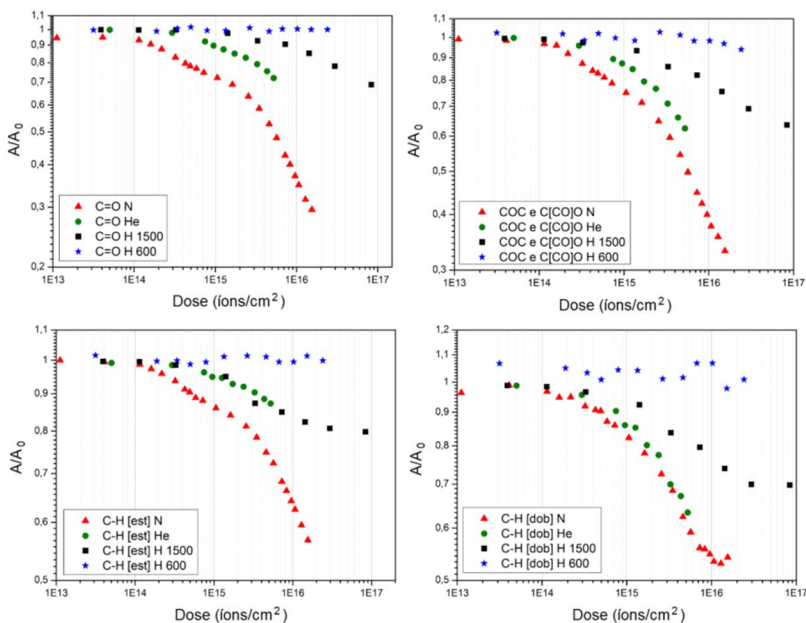 1,1
1
0,9
0,8
0,7
0,5
0,4
0,3
0,2
A/A0
C=O N
C=O He
C=O H 1500
C=O H 600
1E13 1E14 1E15 1E16 1E17
Dose (íons/cm²)
1,1
1
0,9
0,8
0,7
0,6
0,5
0,4
0,3
A/A0
COC e C[CO]O N
COC e C[CO]O He
COC e C[CO]O H 1500
COC e C[CO]O H 600
1E13 1E14 1E15 1E16 1E17
Dose (íons/cm²)
1,1
1
0,9
0,8
0,7
0,6
0,5
A/A0
C-H [est] N
C-H [est] He
C-H [est] H 1500
C-H [est] H 600
1E13 1E14 1E15 1E16 1E17
Dose (íons/cm²)
1,2
1,1
1
0,9
0,8
0,7
0,6
0,5
A/A0
C-H [dob] N
C-H [dob] He
C-H [dob] H 1500
C-H [dob] H 600
1E13 1E14 1E15 1E16 1E17
Dose (íons/cm²)